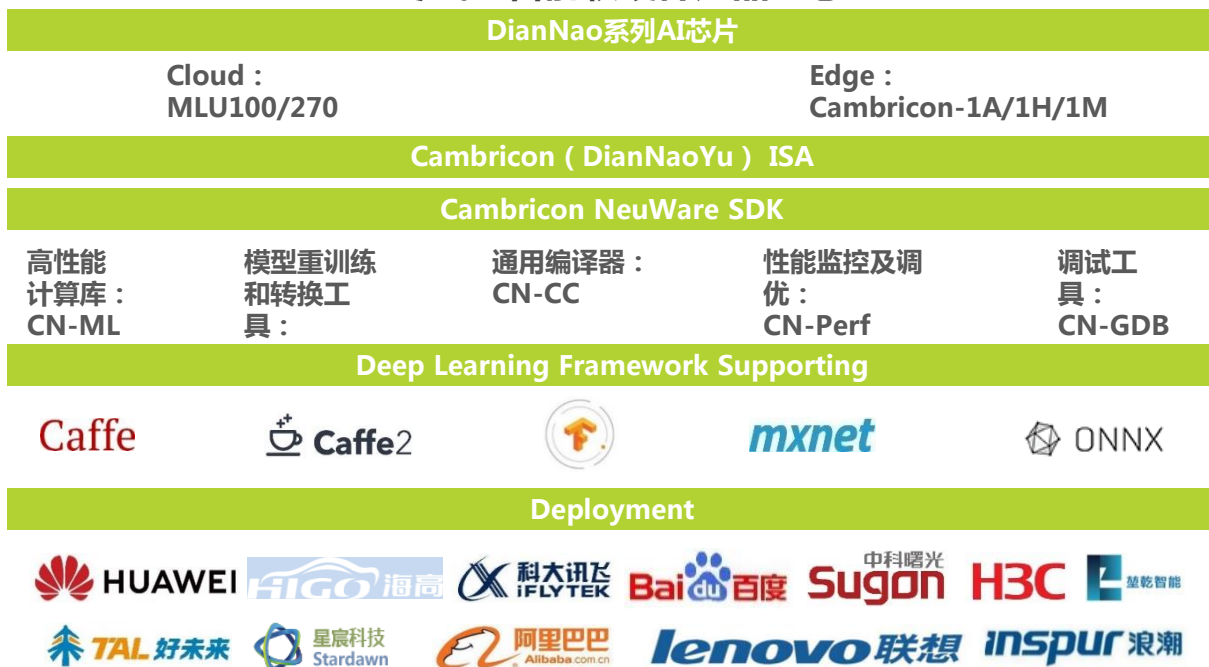 DianNao系列AI芯片
Cloud：
MLU100/270
Edge：
Cambricon-1A/1H/1M
Cambricon（DianNaoYu）ISA
Cambricon NeuWare SDK
高性能
计算库：
CN-ML
模型重训练
和转换工
具：
通用编译器：
CN-CC
性能监控及调
优：
CN-Perf
调试工
具：
CN-GDB
Deep Learning Framework Supporting
Caffe
Caffe2
mxnet
ONNX
Deployment
HUAWEI
HIGO 海高
科大讯飞
iFLYTEK
Bai du 百度
中科曙光
Sugon
H3C
堃乾智能
TAL 好未来
星宸科技
Stardawn
阿里巴巴
Alibaba.com.cn
lenovo 联想
inspur 浪潮